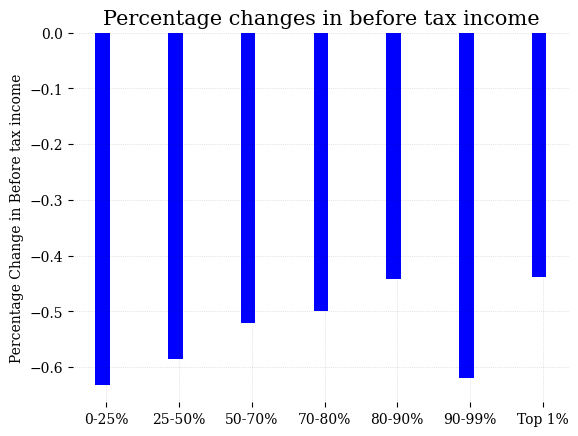 Percentage changes in before tax income
Percentage Change in Before tax income
0.0
−0.1
−0.2
−0.3
−0.4
−0.5
−0.6
0-25% 25-50% 50-70% 70-80% 80-90% 90-99% Top 1%